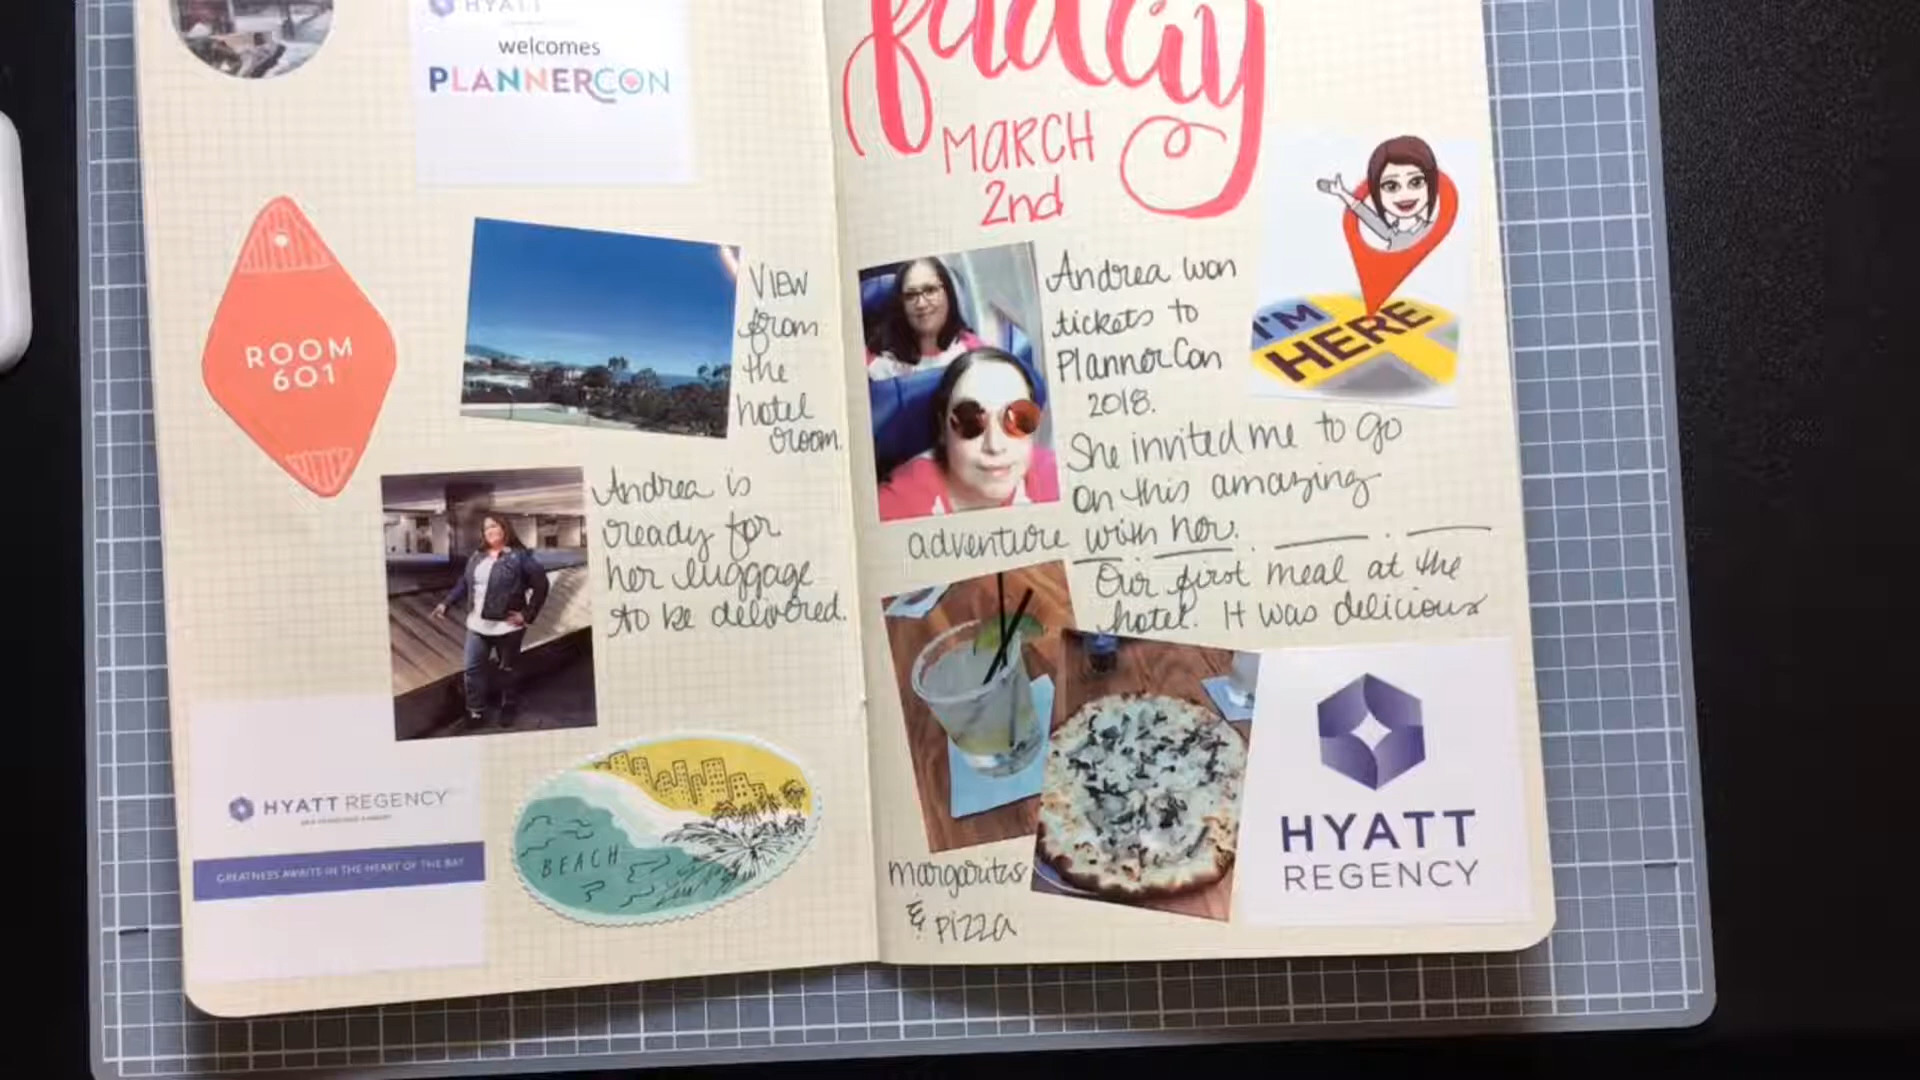 HYATT
welcomes
PLANNERCON
ROOM
601
VIEW
from
the
hotel
room.
Andrea is
ready for
her luggage
to be delivered.
HYATT REGENCY
GREATNESS AWAITS IN THE HEART OF THE BAY
BEACH
friday
MARCH
2nd
Andrea won
tickets to
PlannerCon
2018.
She invited me to go
on this amazing
adventure with her.
I'M
HERE
Our first meal at the
hotel. It was delicious
margaritas
& pizza
HYATT
REGENCY